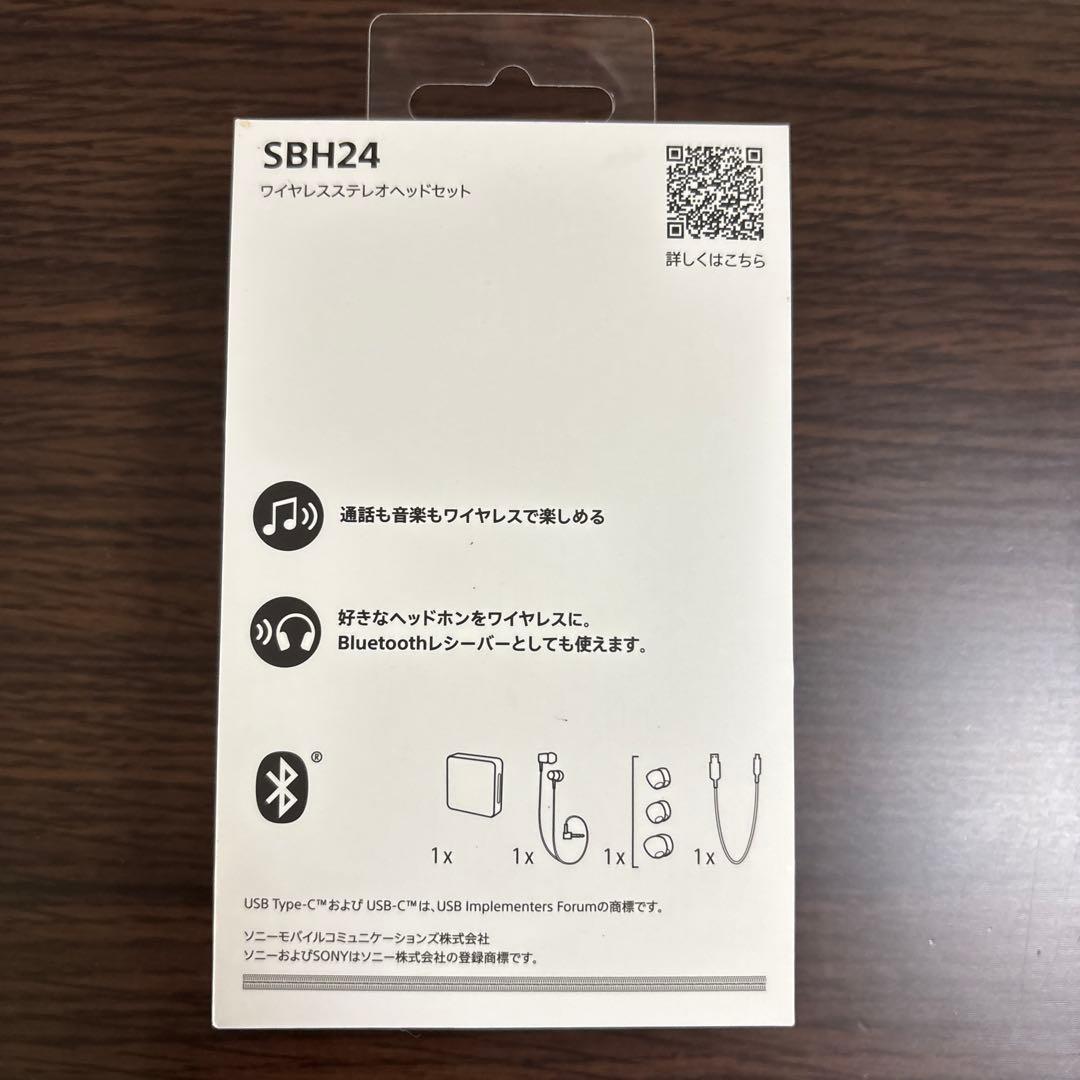 SBH24
ワイヤレスステレオヘッドセット
詳しくはこちら
通話も音楽もワイヤレスで楽しめる
好きなヘッドホンをワイヤレスに。
Bluetoothレシーバーとしても使えます。
®
1x
1x
1x
1x
USB Type-C™および USB-C™は、USB Implementers Forumの商標です。
ソニーモバイルコミュニケーションズ株式会社
ソニーおよびSONYはソニー株式会社の登録商標です。